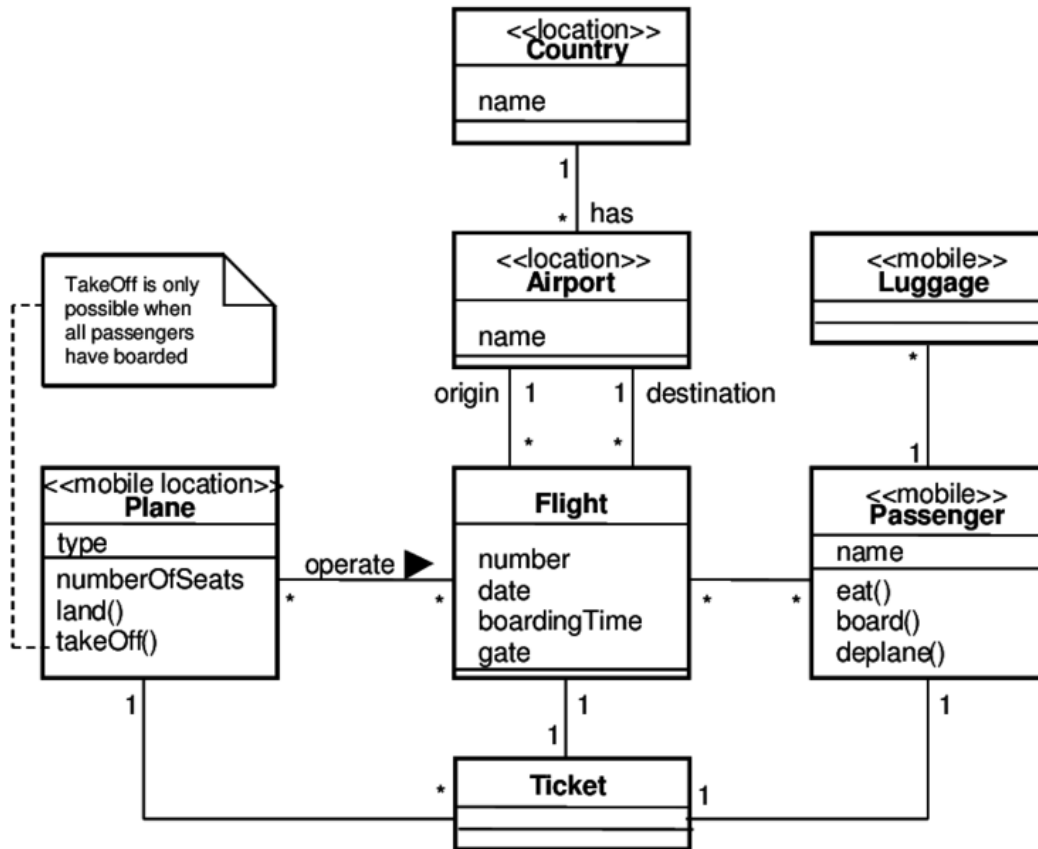 <<location>>
Country
name
1
* has
<<location>>
Airport
name
<<mobile>>
Luggage
TakeOff is only
possible when
all passengers
have boarded
origin 1 1 destination
* *
*
1
<<mobile location>>
Plane
type
numberOfSeats
land()
takeOff()
operate ▶
* *
Flight
number
date
boardingTime
gate
* *
<<mobile>>
Passenger
name
eat()
board()
deplane()
1 1 1
1
* Ticket 1